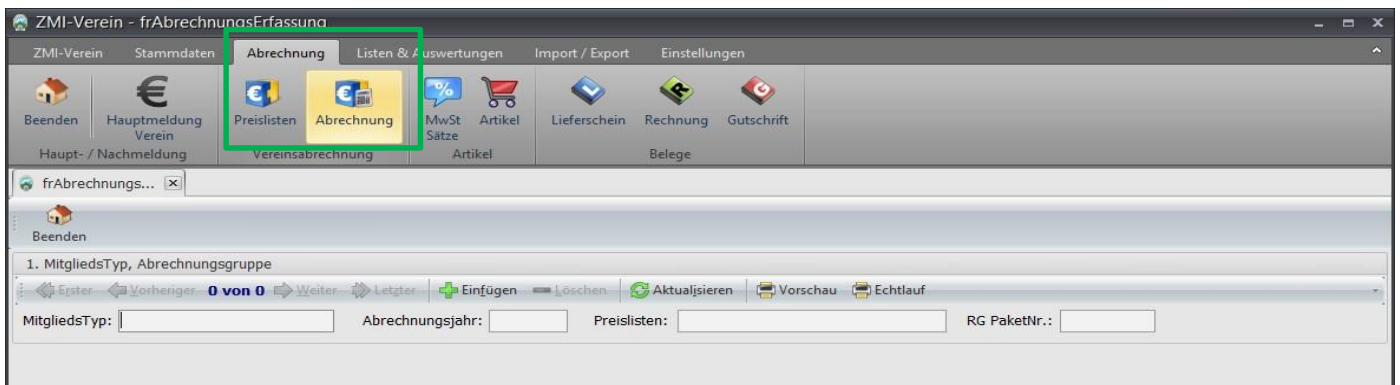 ZMI-Verein - frAbrechnungsErfassung
ZMI-Verein Stammdaten Abrechnung Listen & Auswertungen Import / Export Einstellungen
Beenden Hauptmeldung Verein Preislisten Abrechnung MwSt Sätze Artikel Lieferschein Rechnung Gutschrift
Haupt- / Nachmeldung Vereinsabrechnung Artikel Belege
frAbrechnungs...
Beenden
1. MitgliedsTyp, Abrechnungsgruppe
Erster Vorheriger 0 von 0 Weiter Letzter Einfügen Löschen Aktualisieren Vorschau Echtlauf
MitgliedsTyp: Abrechnungsjahr: Preislisten: RG PaketNr.: